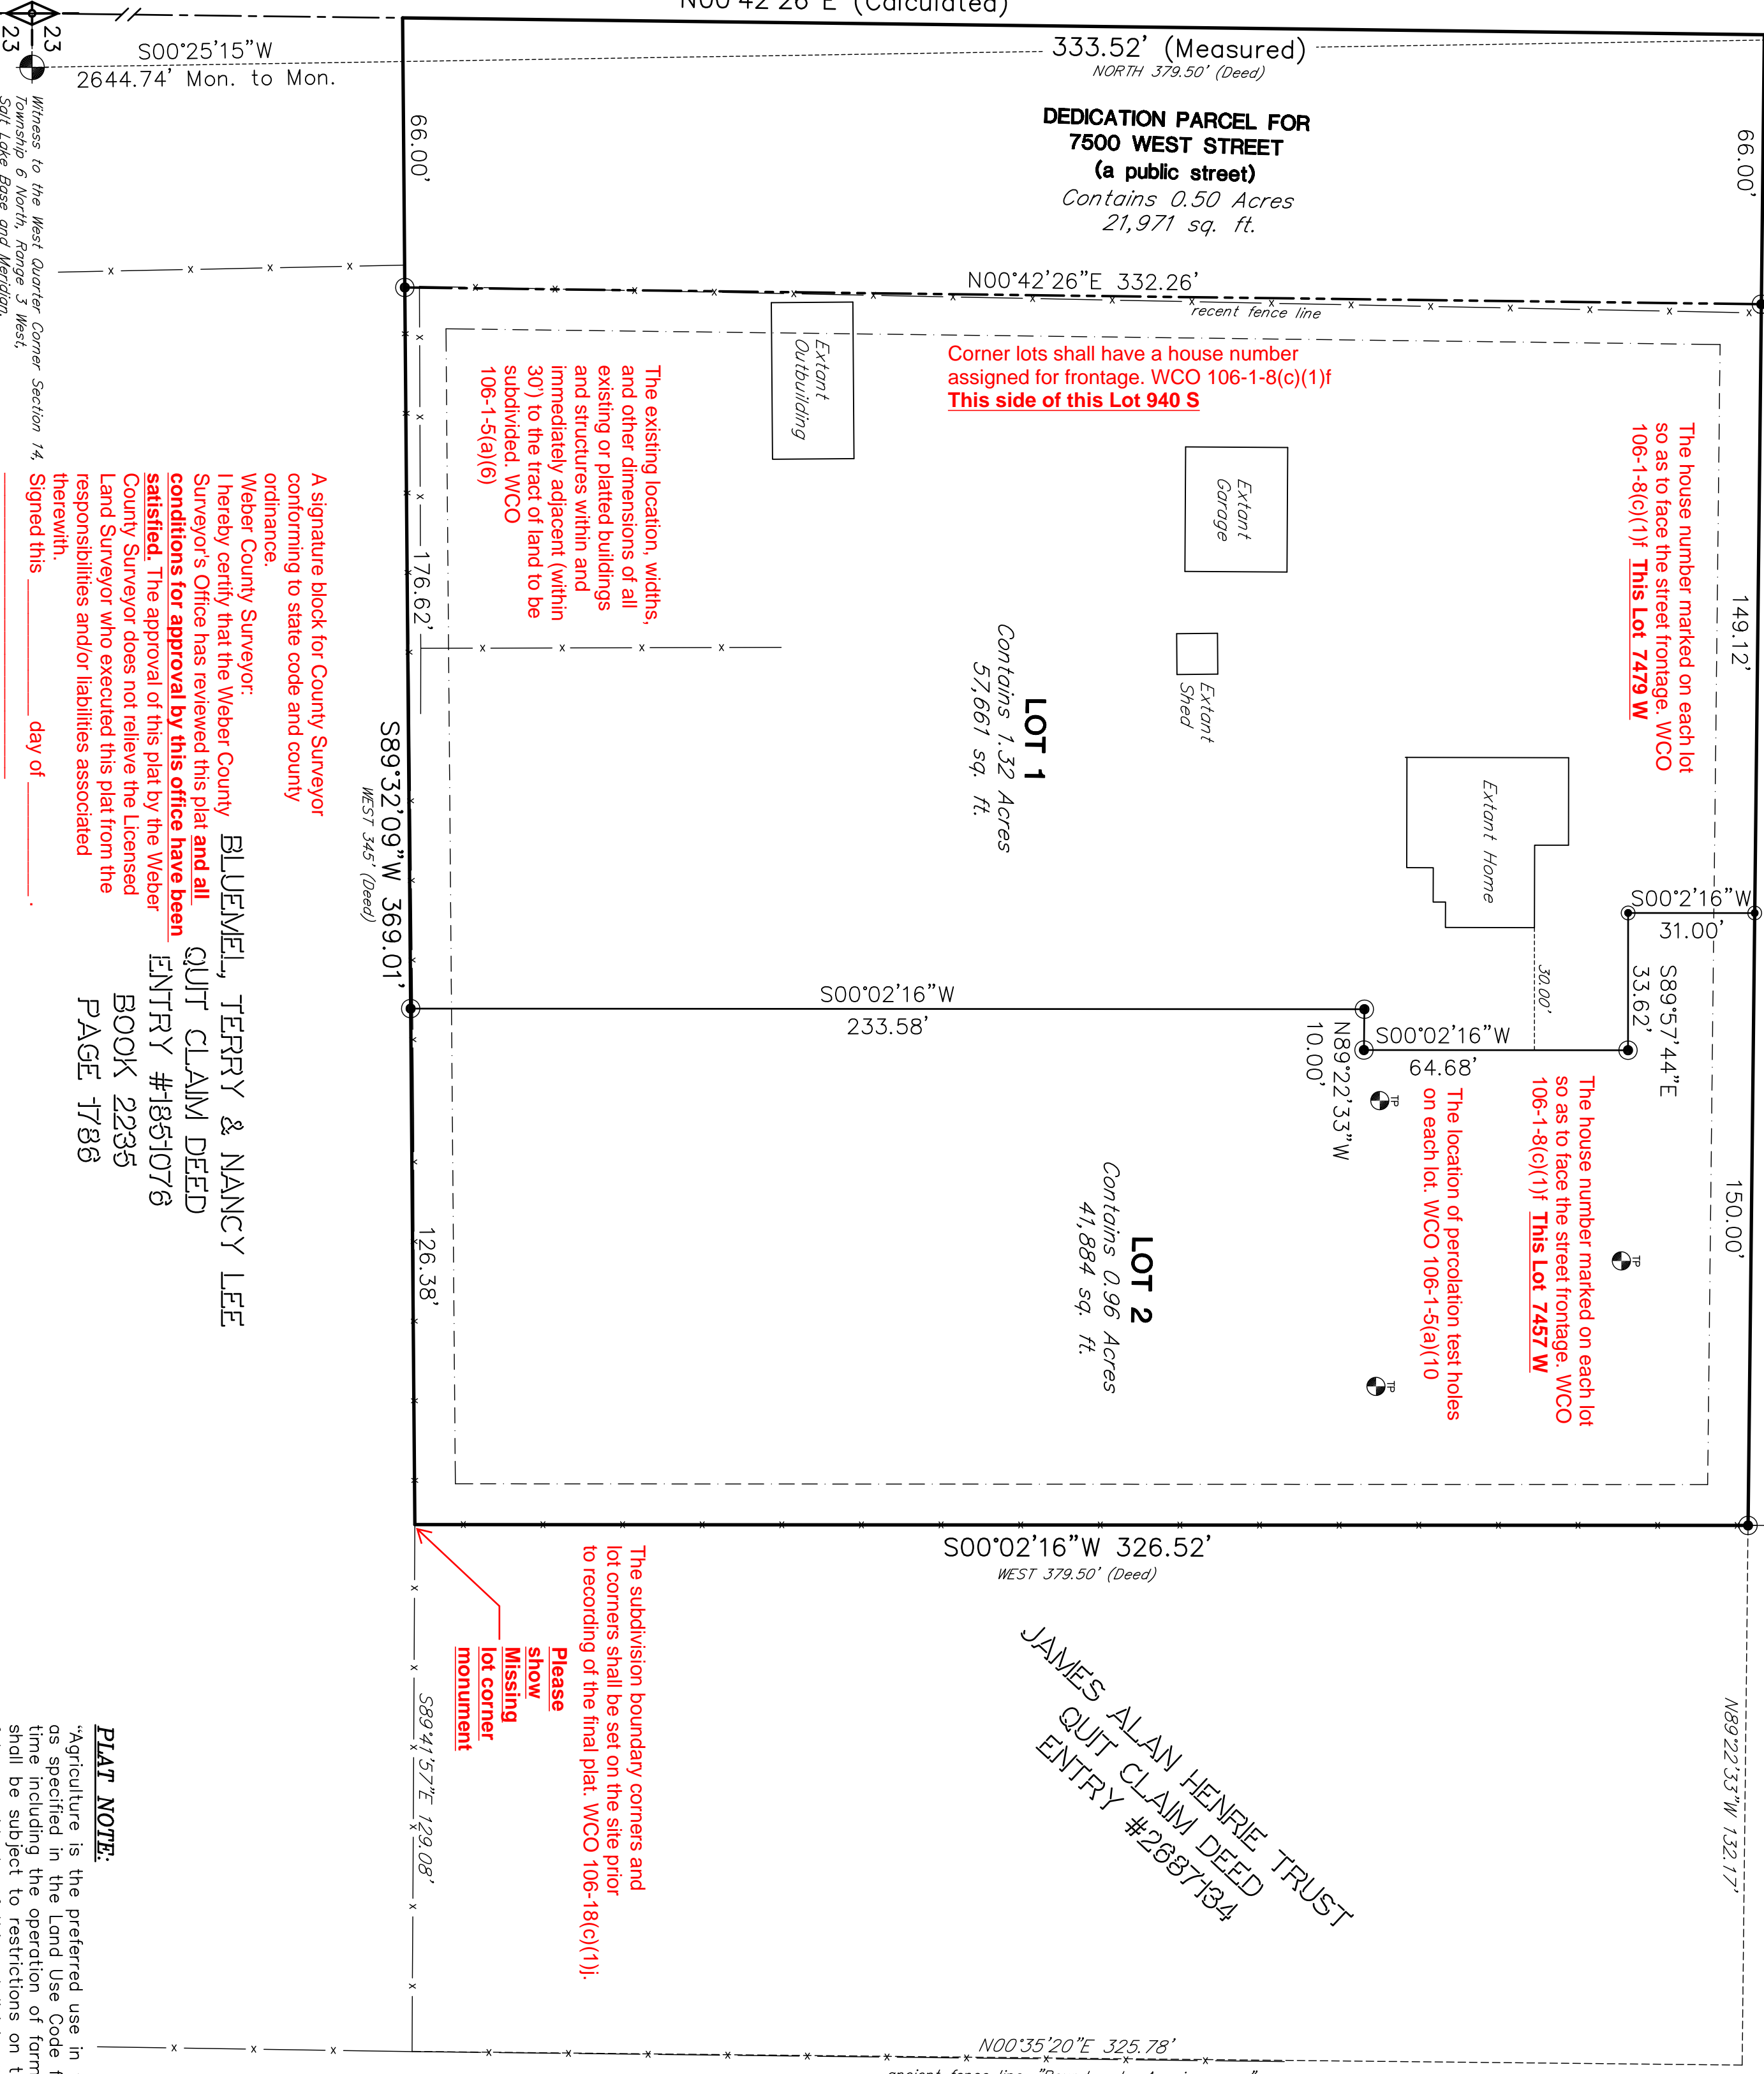 N00°42'26"E (Calculated)
333.52' (Measured)
NORTH 379.50' (Deed)
S00°25'15"W
2644.74' Mon. to Mon.
23
23
Witness to the West Quarter Corner Section 14,
Township 6 North, Range 3 West,
Salt Lake Base and Meridian.
66.00'
66.00'
DEDICATION PARCEL FOR
7500 WEST STREET
(a public street)
Contains 0.50 Acres
21,971 sq. ft.
N00°42'26"E 332.26'
recent fence line
Extant
Outbuilding
Corner lots shall have a house number
assigned for frontage. WCO 106-1-8(c)(1)f
This side of this Lot 940 S
The existing location, widths,
and other dimensions of all
existing or platted buildings
and structures within and
immediately adjacent (within
30') to the tract of land to be
subdivided. WCO
106-1-5(a)(6)
Extant
Garage
Extant
Shed
The house number marked on each lot
so as to face the street frontage. WCO
106-1-8(c)(1)f This Lot 7479 W
149.12'
176.62'
LOT 1
Contains 1.32 Acres
57,661 sq. ft.
Extant Home
S00°2'16"W
31.00'
S89°57'44"E
33.62'
30.00'
S00°02'16"W
233.58'
N89°22'33"W
10.00'
S00°02'16"W
64.68'
S89°32'09"W 369.01'
WEST 345' (Deed)
A signature block for County Surveyor
conforming to state code and county
ordinance.
Weber County Surveyor:
I hereby certify that the Weber County
Surveyor's Office has reviewed this plat and all
conditions for approval by this office have been
satisfied. The approval of this plat by the Weber
County Surveyor does not relieve the Licensed
Land Surveyor who executed this plat from the
responsibilities and/or liabilities associated
therewith.
Signed this ________ day of ________.
BLUEMEL, TERRY & NANCY LEE
QUIT CLAIM DEED
ENTRY #1851076
BOOK 2235
PAGE 1786
The house number marked on each lot
so as to face the street frontage. WCO
106-1-8(c)(1)f This Lot 7457 W
The location of percolation test holes
on each lot. WCO 106-1-5(a)(10
TP
TP
TP
150.00'
LOT 2
Contains 0.96 Acres
41,884 sq. ft.
126.38'
S00°02'16"W 326.52'
WEST 379.50' (Deed)
The subdivision boundary corners and
lot corners shall be set on the site prior
to recording of the final plat. WCO 106-18(c)(1)j.
Please
show
Missing
lot corner
monument
JAMES ALAN HENRIE TRUST
QUIT CLAIM DEED
ENTRY #2687134
N89°22'33"W 132.17'
S89°41'57"E 129.08'
N00°35'20"E 325.78'
PLAT NOTE:
"Agriculture is the preferred use in
as specified in the Land Use Code
time including the operation of farm
shall be subject to restrictions on